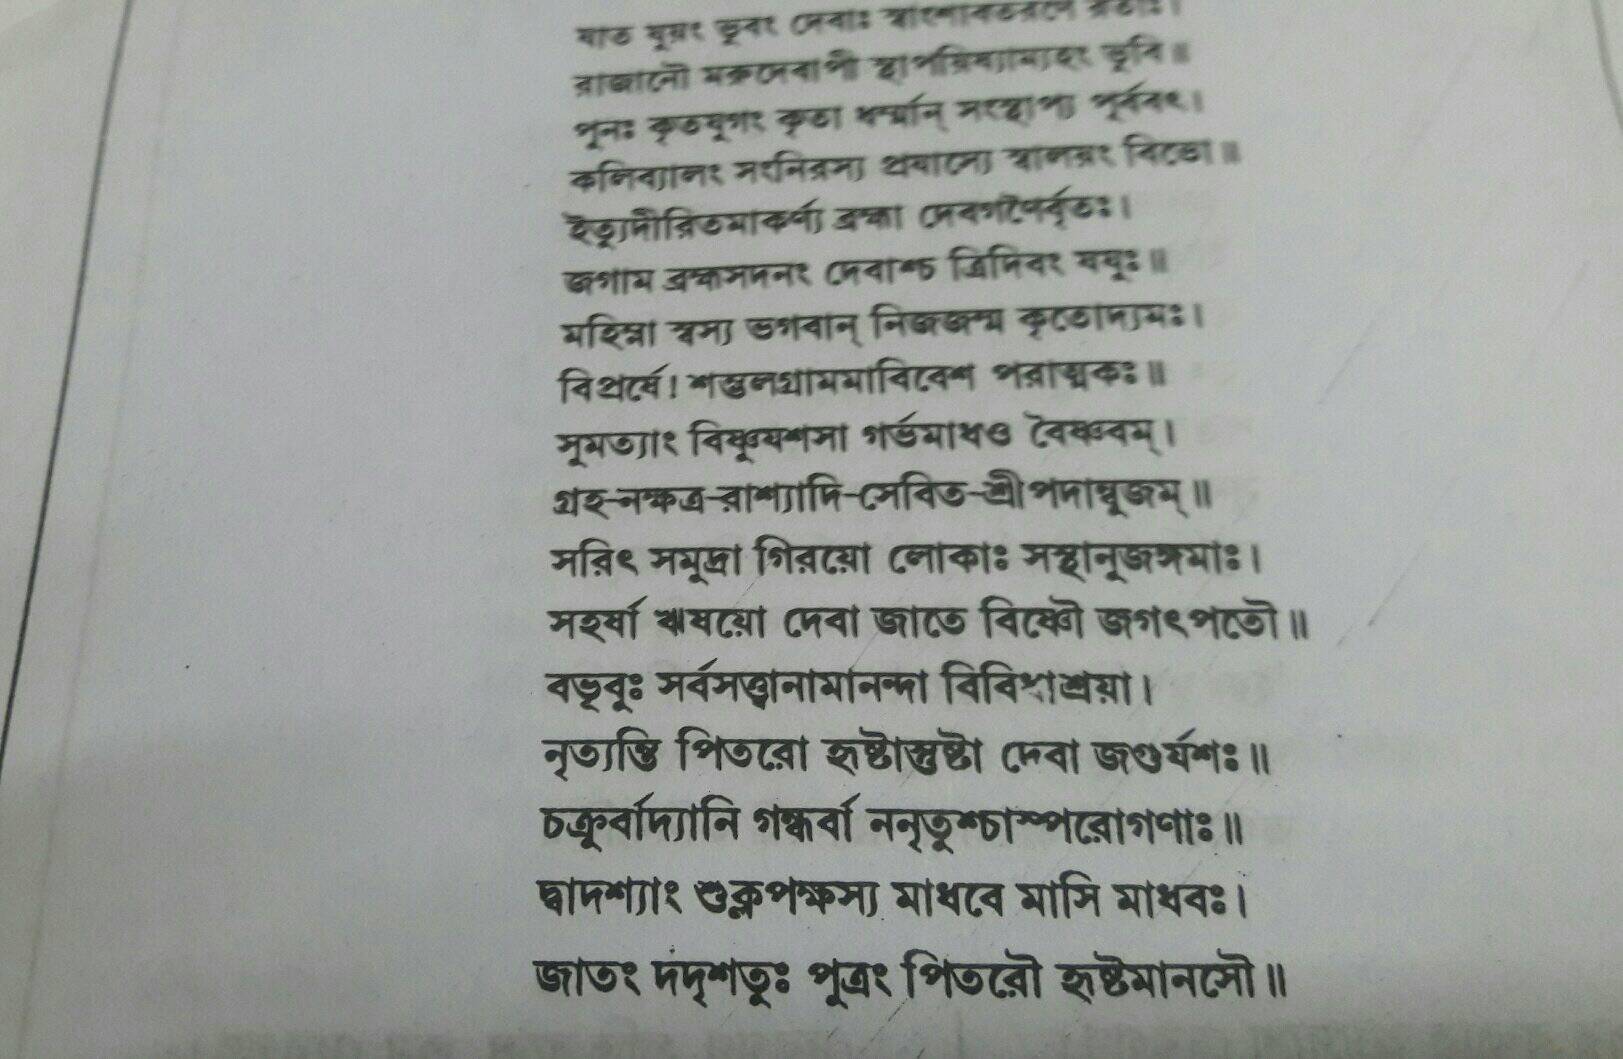 যাত যূয়ং ভুবং দেবাঃ স্বাংশাবতরণে রতাঃ।
রাজানৌ মরুদেবাপী স্থাপয়িষ্যাম্যহং ভুবি॥
পুনঃ কৃতযুগং কৃত্বা ধর্ম্মান্ সংস্থাপ্য পূর্ববৎ।
কলিব্যালং সংনিরস্য প্রযাস্যে স্বালয়ং বিভো॥
ইত্যুদীরিতমাকর্ণ্য ব্রহ্মা দেবগণৈর্বৃতঃ।
জগাম ব্রহ্মসদনং দেবাশ্চ ত্রিদিবং যযুঃ॥
মহিম্না স্বস্য ভগবান্ নিজজন্ম কৃতোদ্যমঃ।
বিপ্রর্ষে! শম্ভলগ্রামমাবিবেশ পরাত্মকঃ॥
সুমত্যাং বিষ্ণুযশসা গর্ভমাধত্ত বৈষ্ণবম্।
গ্রহ-নক্ষত্র-রাশ্যাদি-সেবিত-শ্রীপদাম্বুজম্॥
সরিৎ সমুদ্রা গিরয়ো লোকাঃ সস্থানুজঙ্গমাঃ।
সহর্ষা ঋষয়ো দেবা জাতে বিষ্ণৌ জগৎপতৌ॥
বভূবুঃ সর্বসত্ত্বানামানন্দা বিবিধাশ্রয়া।
নৃত্যন্তি পিতরো হৃষ্টাস্তুষ্টা দেবা জগুর্যশঃ॥
চক্রুর্বাদ্যানি গন্ধর্বা ননৃতুশ্চাপ্সরোগণাঃ॥
দ্বাদশ্যাং শুক্লপক্ষস্য মাধবে মাসি মাধবঃ।
জাতং দদৃশতুঃ পুত্রং পিতরৌ হৃষ্টমানসৌ॥